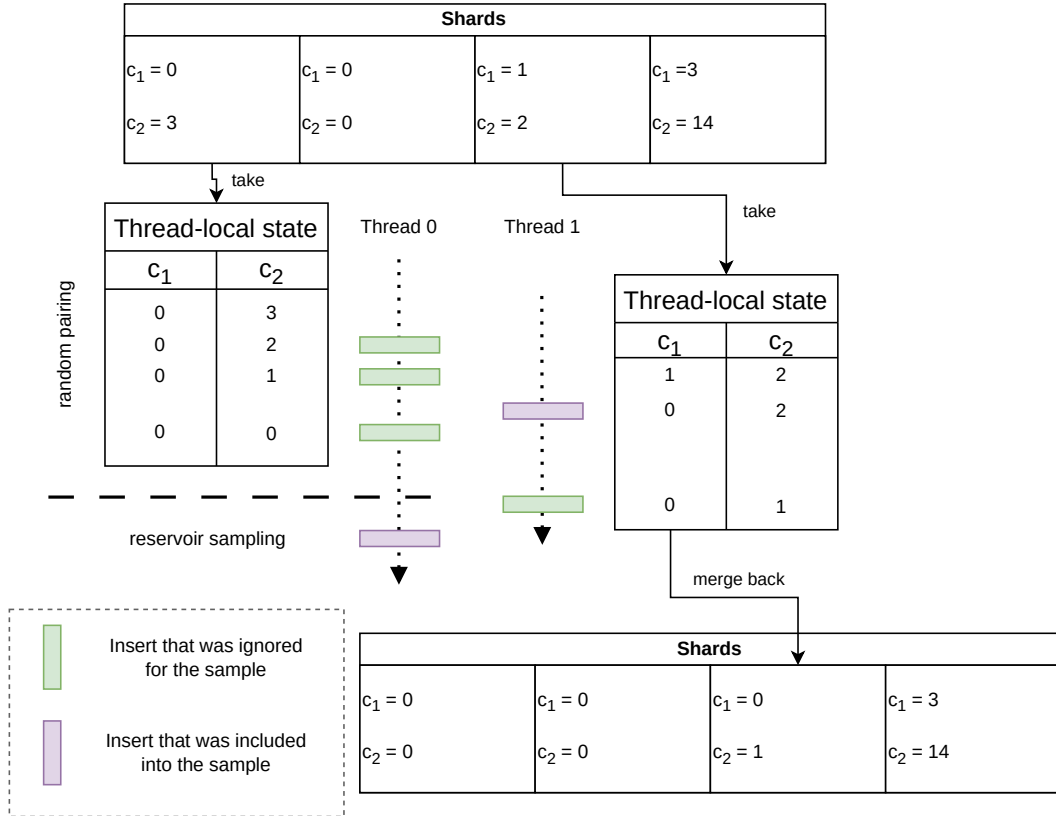 Shards
c1 = 0 c1 = 0 c1 = 1 c1 =3
c2 = 3 c2 = 0 c2 = 2 c2 = 14
take
take
Thread-local state
c1 c2
0 3
0 2
0 1
0 0
random pairing
Thread 0
Thread 1
Thread-local state
c1 c2
1 2
0 2
0 1
reservoir sampling
merge back
Insert that was ignored
for the sample
Insert that was included
into the sample
Shards
c1 = 0 c1 = 0 c1 = 0 c1 = 3
c2 = 0 c2 = 0 c2 = 1 c2 = 14